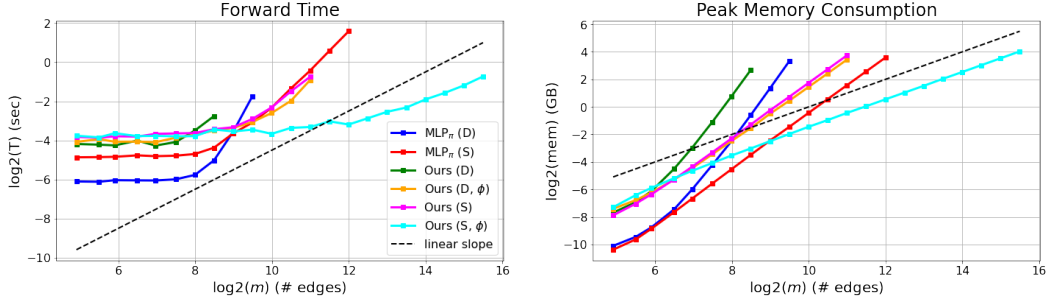 Forward Time
2
0
−2
−4
−6
−8
−10
log2(T) (sec)
6 8 10 12 14 16
log2(m) (# edges)
MLPπ (D)
MLPπ (S)
Ours (D)
Ours (D, ϕ)
Ours (S)
Ours (S, ϕ)
linear slope
Peak Memory Consumption
6
4
2
0
−2
−4
−6
−8
−10
log2(mem) (GB)
6 8 10 12 14 16
log2(m) (# edges)